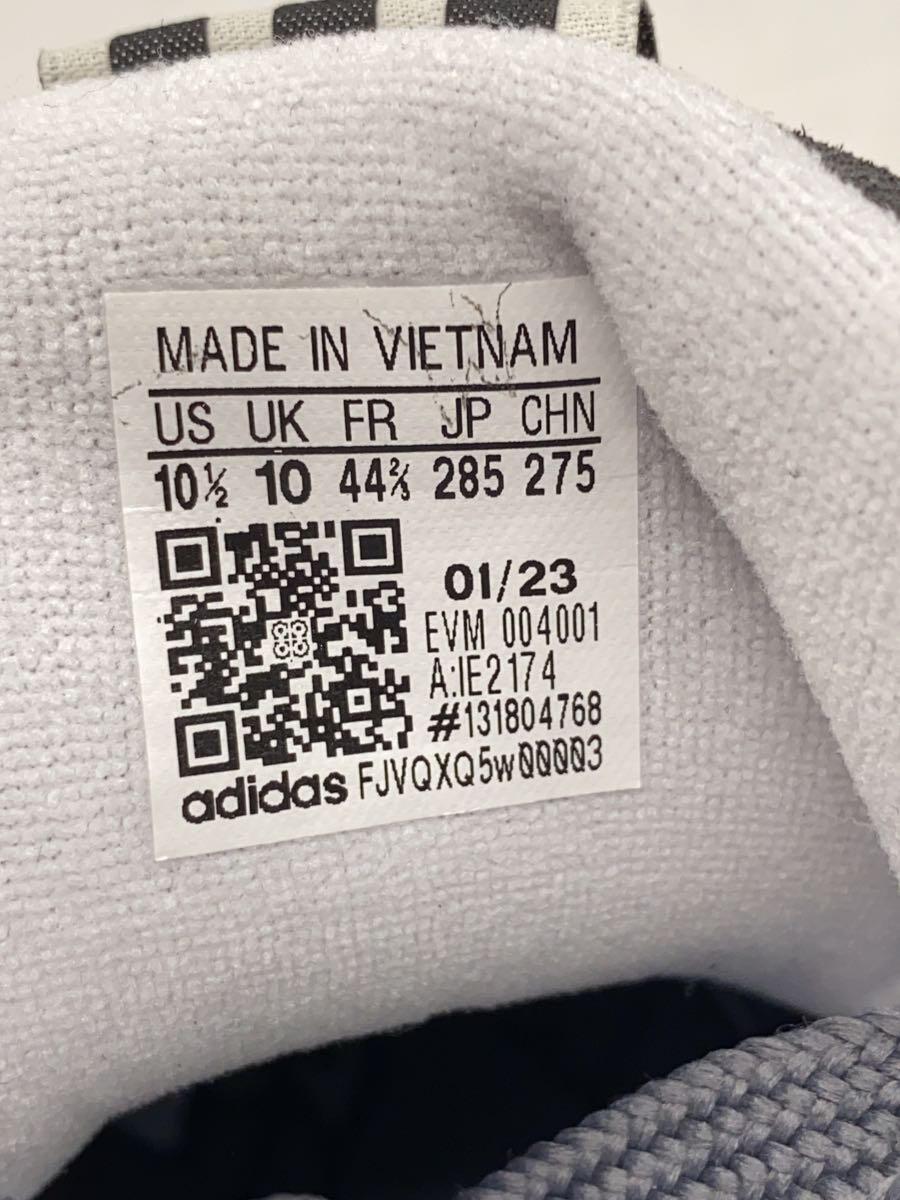 MADE IN VIETNAM
US UK FR JP CHN
10½ 10 44⅔ 285 275
01/23
EVM 004001
A:IE2174
#131804768
adidas FJVQXQ5w00003